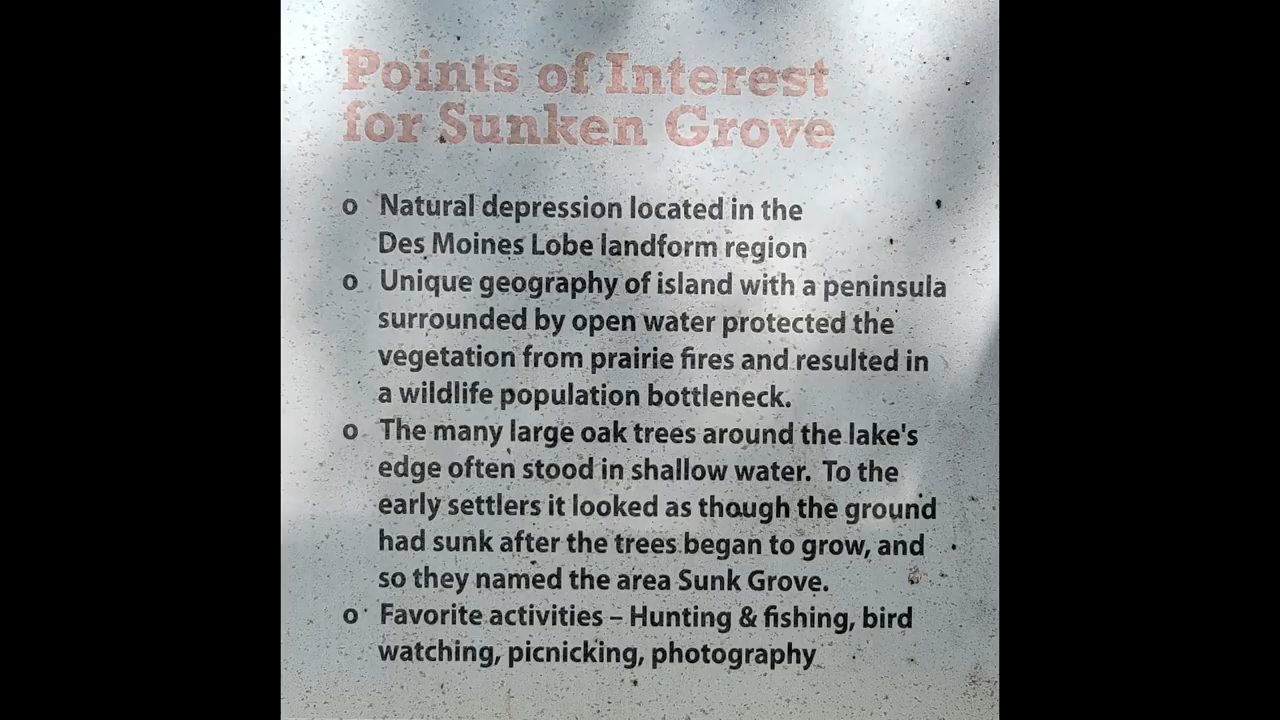 Points of Interest
for Sunken Grove
o Natural depression located in the
Des Moines Lobe landform region
o Unique geography of island with a peninsula
surrounded by open water protected the
vegetation from prairie fires and resulted in
a wildlife population bottleneck.
o The many large oak trees around the lake's
edge often stood in shallow water. To the
early settlers it looked as though the ground
had sunk after the trees began to grow, and
so they named the area Sunk Grove.
o Favorite activities – Hunting & fishing, bird
watching, picnicking, photography